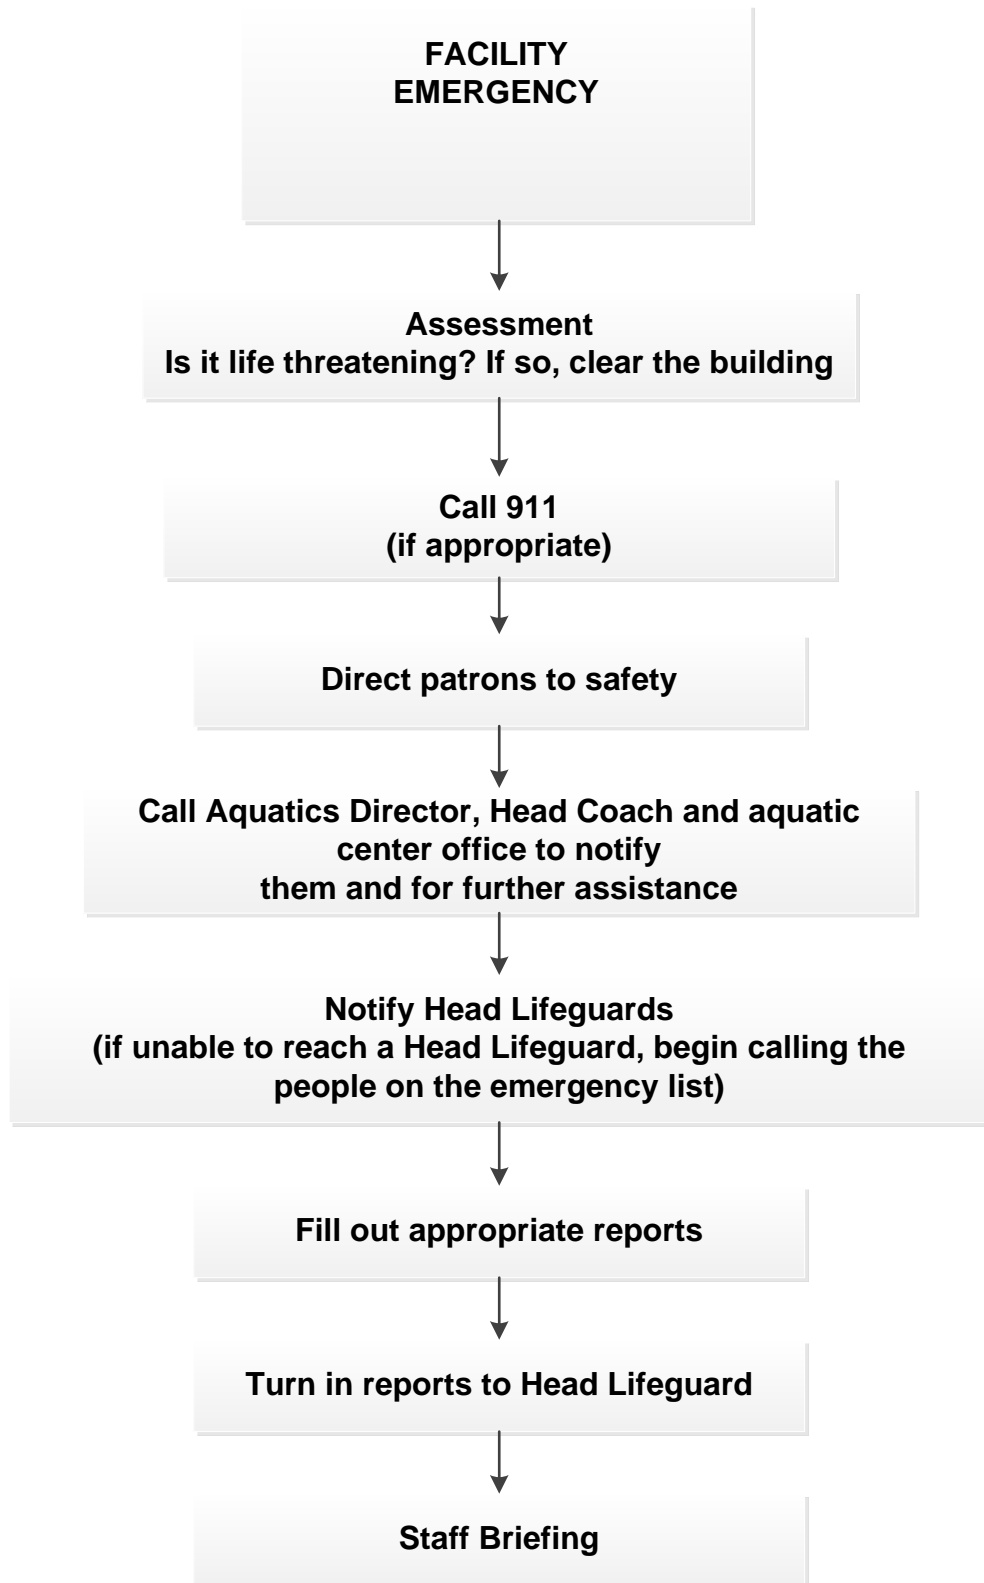 FACILITY
EMERGENCY
Assessment
Is it life threatening? If so, clear the building
Call 911
(if appropriate)
Direct patrons to safety
Call Aquatics Director, Head Coach and aquatic
center office to notify
them and for further assistance
Notify Head Lifeguards
(if unable to reach a Head Lifeguard, begin calling the
people on the emergency list)
Fill out appropriate reports
Turn in reports to Head Lifeguard
Staff Briefing